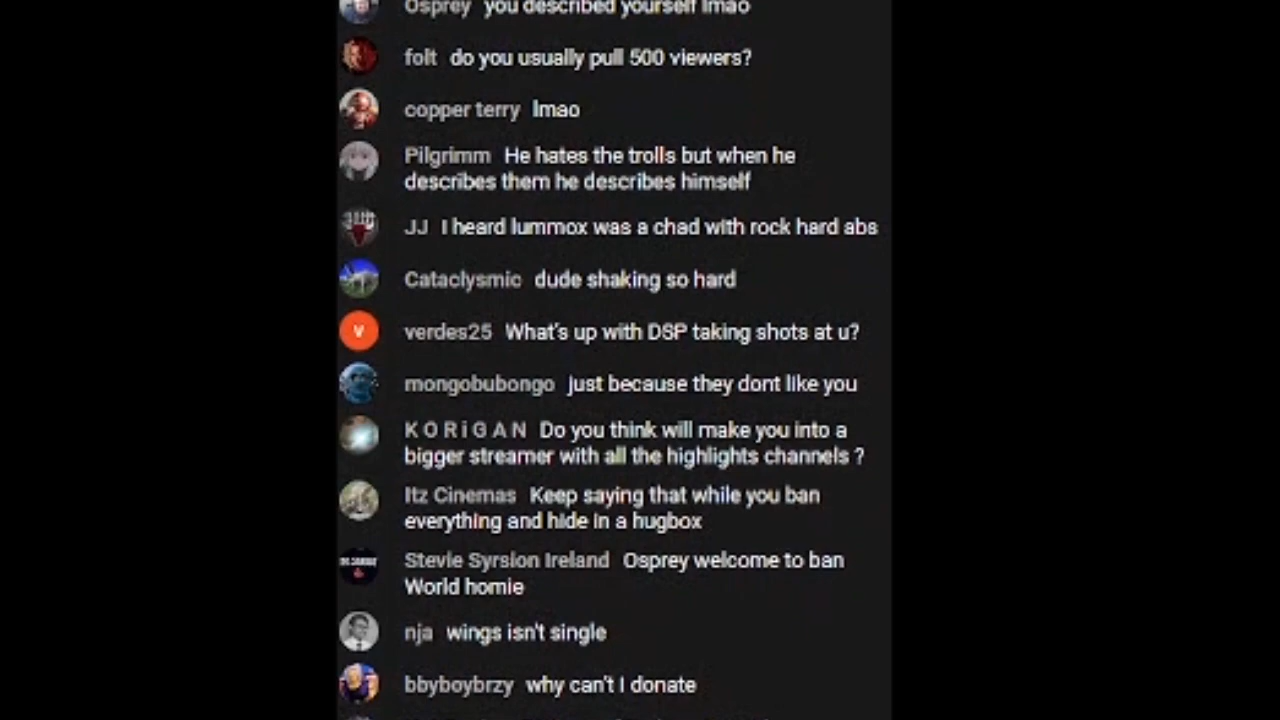 Osprey you described yourself lmao
folt do you usually pull 500 viewers?
copper terry lmao
Pilgrimm He hates the trolls but when he
describes them he describes himself
JJ I heard lummox was a chad with rock hard abs
Cataclysmic dude shaking so hard
V
verdes25 What's up with DSP taking shots at u?
mongobubongo just because they dont like you
K O R i G A N Do you think will make you into a
bigger streamer with all the highlights channels ?
Itz Cinemas Keep saying that while you ban
everything and hide in a hugbox
Stevie Syrsion Ireland Osprey welcome to ban
World homie
nja wings isn't single
bbyboybrzy why can't I donate